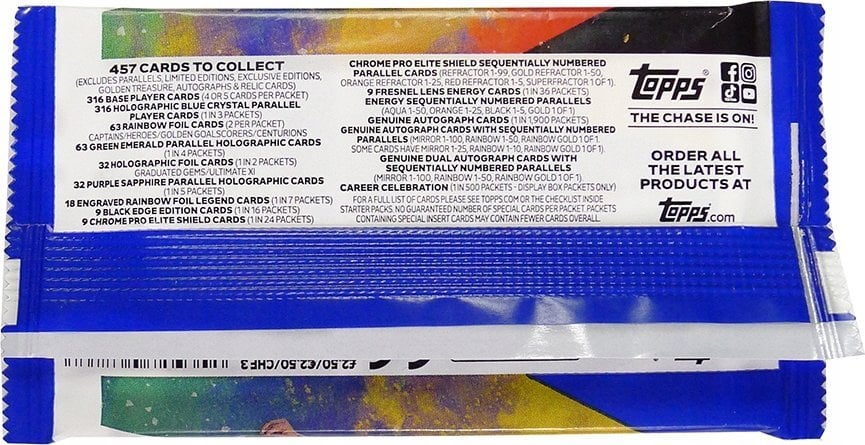 457 CARDS TO COLLECT
(EXCLUDES PARALLELS, LIMITED EDITIONS, EXCLUSIVE EDITIONS,
GOLDEN TREASURE, AUTOGRAPHS & RELIC CARDS)
316 BASE PLAYER CARDS (4 OR 5 CARDS PER PACKET)
316 HOLOGRAPHIC BLUE CRYSTAL PARALLEL
PLAYER CARDS (1 IN 3 PACKETS)
63 RAINBOW FOIL CARDS (2 PER PACKET)
CAPTAINS/HEROES/GOLDEN GOALSCORERS/CENTURIONS
63 GREEN EMERALD PARALLEL HOLOGRAPHIC CARDS
(1 IN 4 PACKETS)
32 HOLOGRAPHIC FOIL CARDS (1 IN 2 PACKETS)
GRADUATED GEMS/ULTIMATE XI
32 PURPLE SAPPHIRE PARALLEL HOLOGRAPHIC CARDS
(1 IN 5 PACKETS)
18 ENGRAVED RAINBOW FOIL LEGEND CARDS (1 IN 7 PACKETS)
9 BLACK EDGE EDITION CARDS (1 IN 16 PACKETS)
9 CHROME PRO ELITE SHIELD CARDS (1 IN 24 PACKETS)
CHROME PRO ELITE SHIELD SEQUENTIALLY NUMBERED
PARALLEL CARDS (REFRACTOR 1-99, GOLD REFRACTOR 1-50,
ORANGE REFRACTOR 1-25, RED REFRACTOR 1-5, SUPERFRACTOR 1 OF 1).
9 FRESNEL LENS ENERGY CARDS (1 IN 36 PACKETS)
ENERGY SEQUENTIALLY NUMBERED PARALLELS
(AQUA 1-50, ORANGE 1-25, BLACK 1-5, GOLD 1 OF 1)
GENUINE AUTOGRAPH CARDS (1 IN 1,900 PACKETS)
GENUINE AUTOGRAPH CARDS WITH SEQUENTIALLY NUMBERED
PARALLELS (MIRROR 1-100, RAINBOW 1-50, RAINBOW GOLD 1 OF 1.
SOME CARDS HAVE MIRROR 1-25, RAINBOW 1-10, RAINBOW GOLD 1 OF 1).
GENUINE DUAL AUTOGRAPH CARDS WITH
SEQUENTIALLY NUMBERED PARALLELS
(MIRROR 1-100, RAINBOW 1-50, RAINBOW GOLD 1 OF 1).
CAREER CELEBRATION (1 IN 500 PACKETS - DISPLAY BOX PACKETS ONLY)
FOR A FULL LIST OF CARDS PLEASE SEE TOPPS.COM OR THE CHECKLIST INSIDE
STARTER PACKS. NO GUARANTEED NUMBER OF SPECIAL CARDS PER PACKET. PACKETS
CONTAINING SPECIAL INSERT CARDS MAY CONTAIN FEWER CARDS OVERALL.
topps®
THE CHASE IS ON!
ORDER ALL
THE LATEST
PRODUCTS AT
topps.com
£2.50/€2.50/CHF3